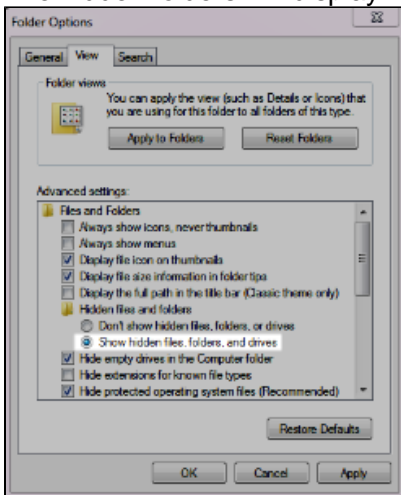 Folder Options
General View Search
Folder views
You can apply the view (such as Details or Icons) that
you are using for this folder to all folders of this type.
Apply to Folders Reset Folders
Advanced settings:
Files and Folders
Always show icons, never thumbnails
Always show menus
Display file icon on thumbnails
Display file size information in folder tips
Display the full path in the title bar (Classic theme only)
Hidden files and folders
Don't show hidden files, folders, or drives
Show hidden files, folders, and drives
Hide empty drives in the Computer folder
Hide extensions for known file types
Hide protected operating system files (Recommended)
Restore Defaults
OK Cancel Apply